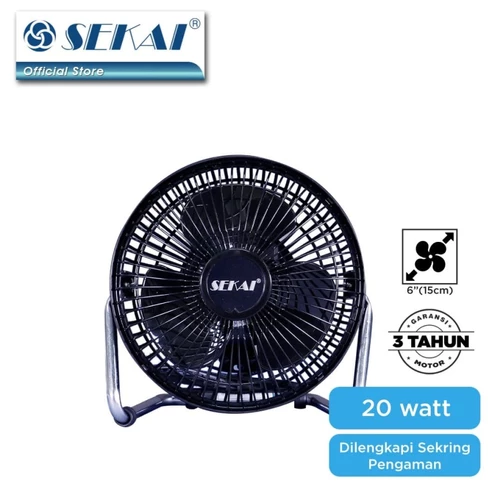 SEKAI®
Official Store
SEKAI®
6”(15cm)
GARANSI
3 TAHUN
MOTOR
20 watt
Dilengkapi Sekring
Pengaman